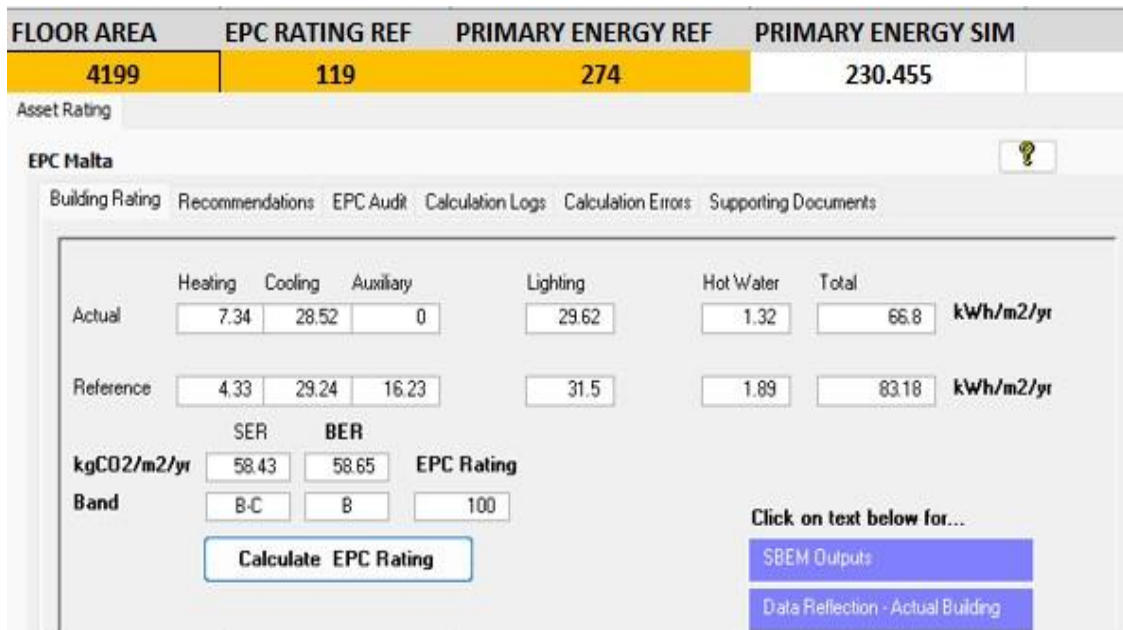 FLOOR AREA EPC RATING REF PRIMARY ENERGY REF PRIMARY ENERGY SIM
4199 119 274 230.455
Asset Rating
EPC Malta
Building Rating Recommendations EPC Audit Calculation Logs Calculation Errors Supporting Documents
Heating Cooling Auxiliary Lighting Hot Water Total
Actual 7.34 28.52 0 29.62 1.32 66.8 kWh/m2/yr
Reference 4.33 29.24 16.23 31.5 1.89 83.18 kWh/m2/yr
SER BER
kgCO2/m2/yr 58.43 58.65 EPC Rating
Band B-C B 100
Click on text below for...
Calculate EPC Rating SBEM Outputs
Data Reflection - Actual Building